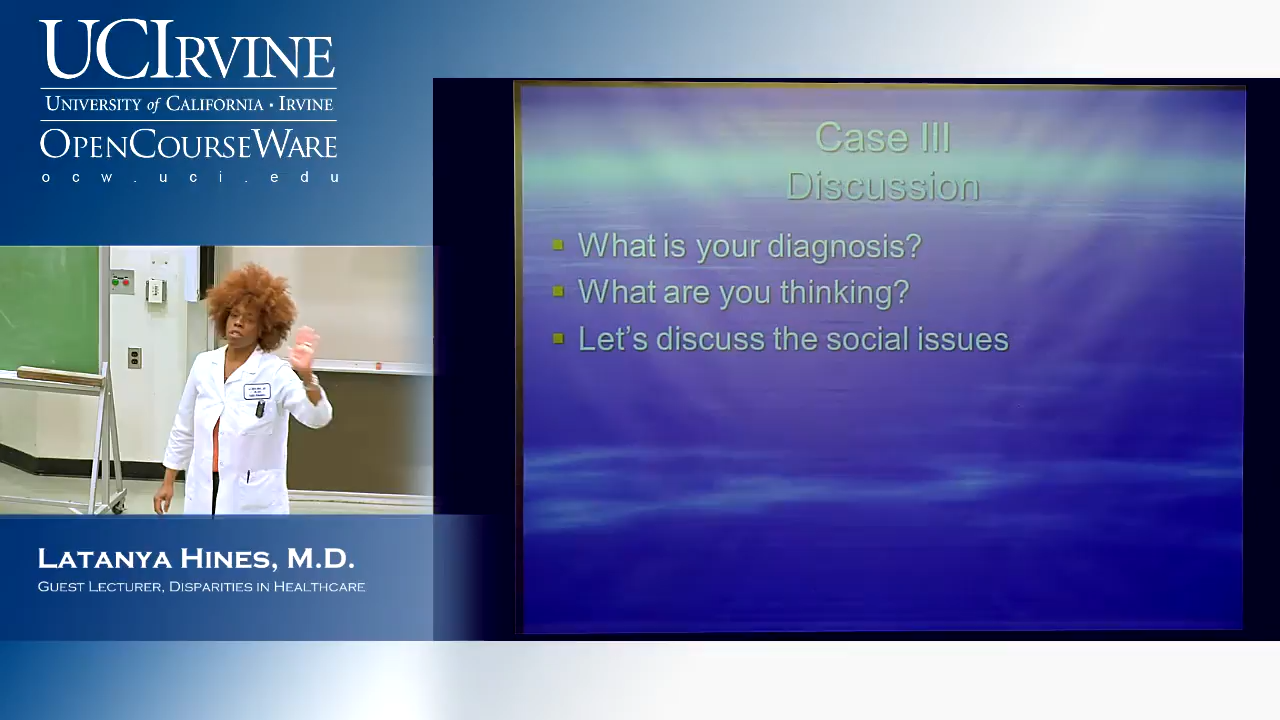 UCIRVINE
UNIVERSITY of CALIFORNIA · IRVINE
OPENCOURSEWARE
ocw.uci.edu
Case III
Discussion
What is your diagnosis?
What are you thinking?
Let's discuss the social issues
LATANYA HINES, M.D.
GUEST LECTURER, DISPARITIES IN HEALTHCARE